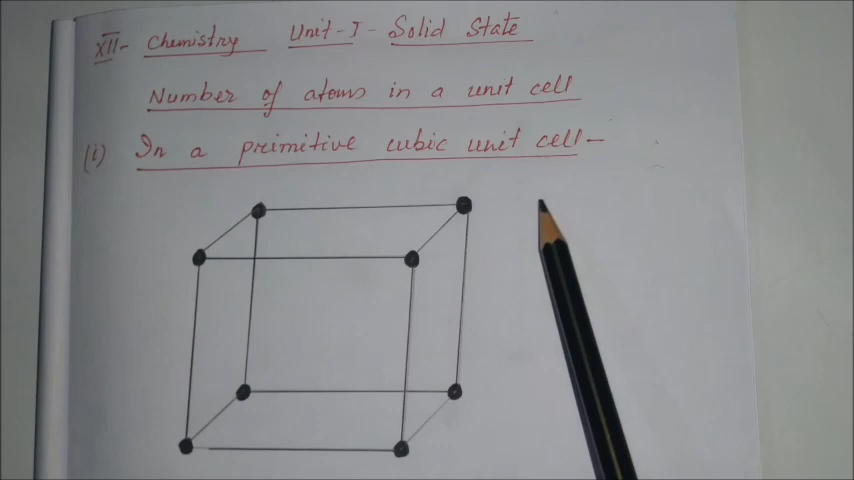 XII- Chemistry Unit-I- Solid State
Number of atoms in a unit cell
(i) In a primitive cubic unit cell-